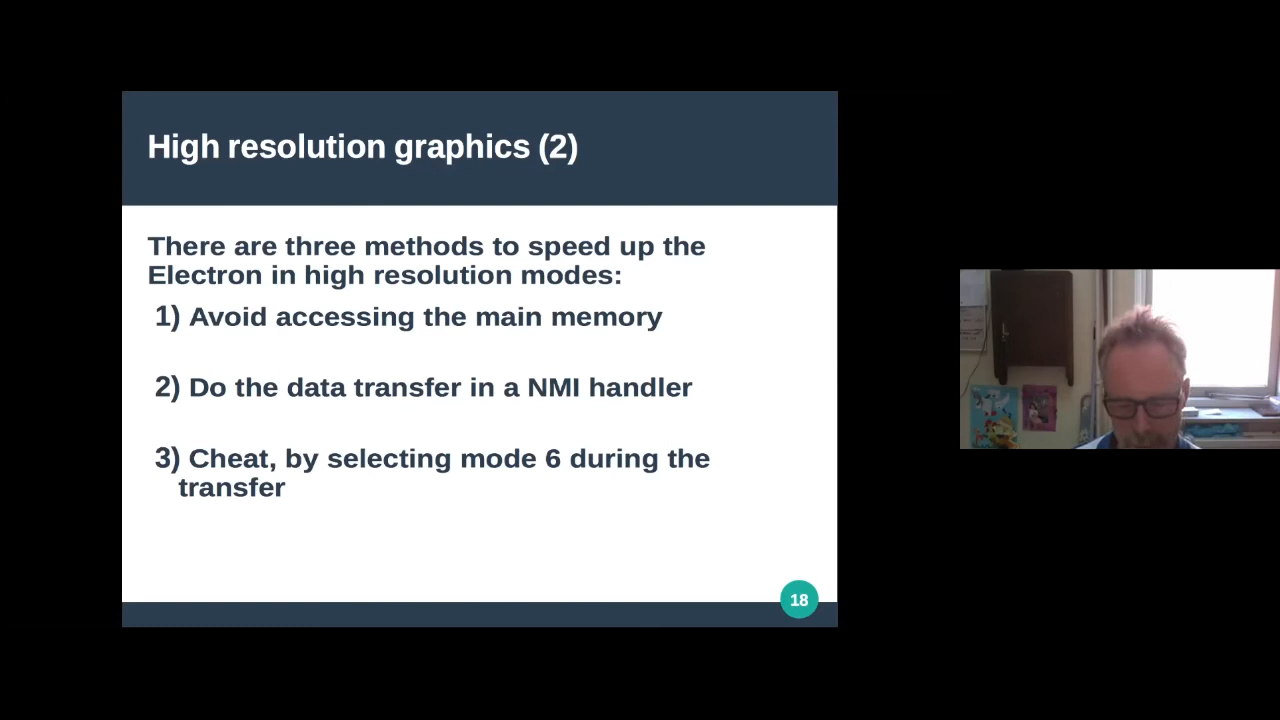 High resolution graphics (2)
There are three methods to speed up the
Electron in high resolution modes:
1) Avoid accessing the main memory
2) Do the data transfer in a NMI handler
3) Cheat, by selecting mode 6 during the
transfer
18